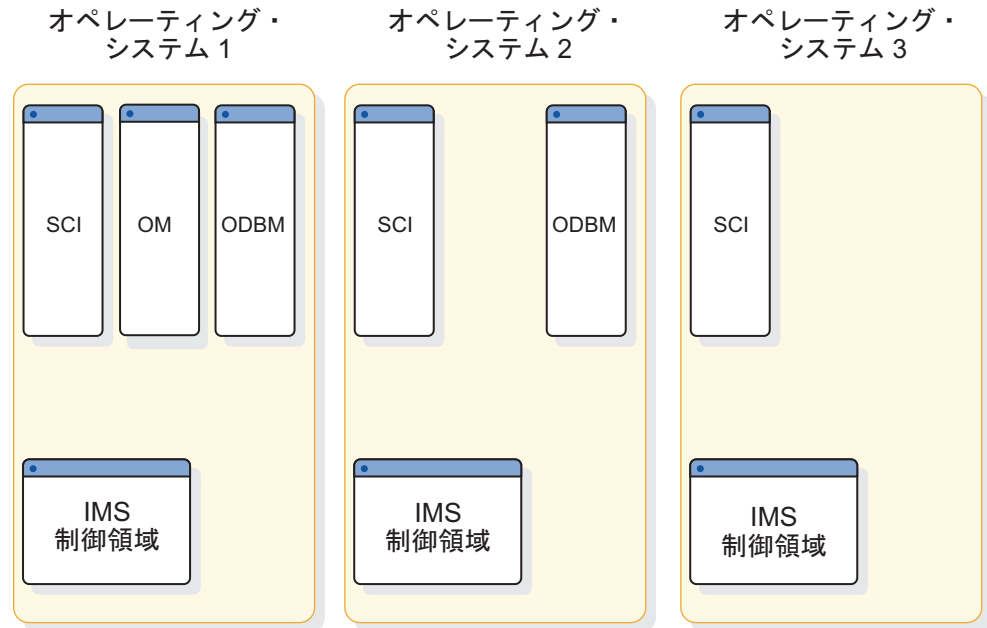 オペレーティング・
システム 1
オペレーティング・
システム 2
オペレーティング・
システム 3
SCI
OM
ODBM
SCI
ODBM
SCI
IMS
制御領域
IMS
制御領域
IMS
制御領域